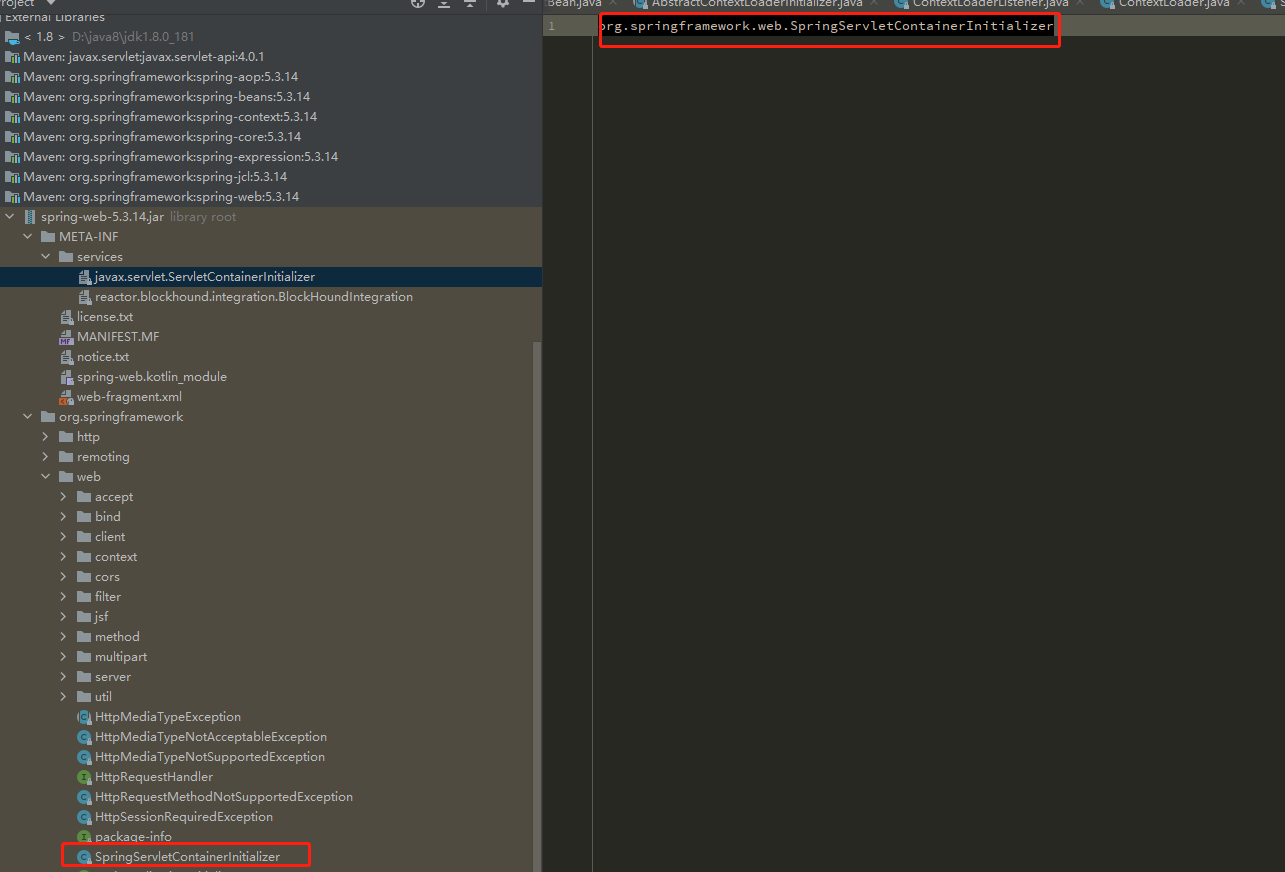 External Libraries
< 1.8 > D:\java8\jdk1.8.0_181
Maven: javax.servlet:javax.servlet-api:4.0.1
Maven: org.springframework:spring-aop:5.3.14
Maven: org.springframework:spring-beans:5.3.14
Maven: org.springframework:spring-context:5.3.14
Maven: org.springframework:spring-core:5.3.14
Maven: org.springframework:spring-expression:5.3.14
Maven: org.springframework:spring-jcl:5.3.14
Maven: org.springframework:spring-web:5.3.14
spring-web-5.3.14.jar library root
META-INF
services
javax.servlet.ServletContainerInitializer
reactor.blockhound.integration.BlockHoundIntegration
license.txt
MANIFEST.MF
notice.txt
spring-web.kotlin_module
web-fragment.xml
org.springframework
http
remoting
web
accept
bind
client
context
cors
filter
jsf
method
multipart
server
util
HttpMediaTypeException
HttpMediaTypeNotAcceptableException
HttpMediaTypeNotSupportedException
HttpRequestHandler
HttpRequestMethodNotSupportedException
HttpSessionRequiredException
package-info
SpringServletContainerInitializer
Bean.java AbstractContextLoaderInitializer.java ContextLoaderListener.java ContextLoader.java
1 org.springframework.web.SpringServletContainerInitializer